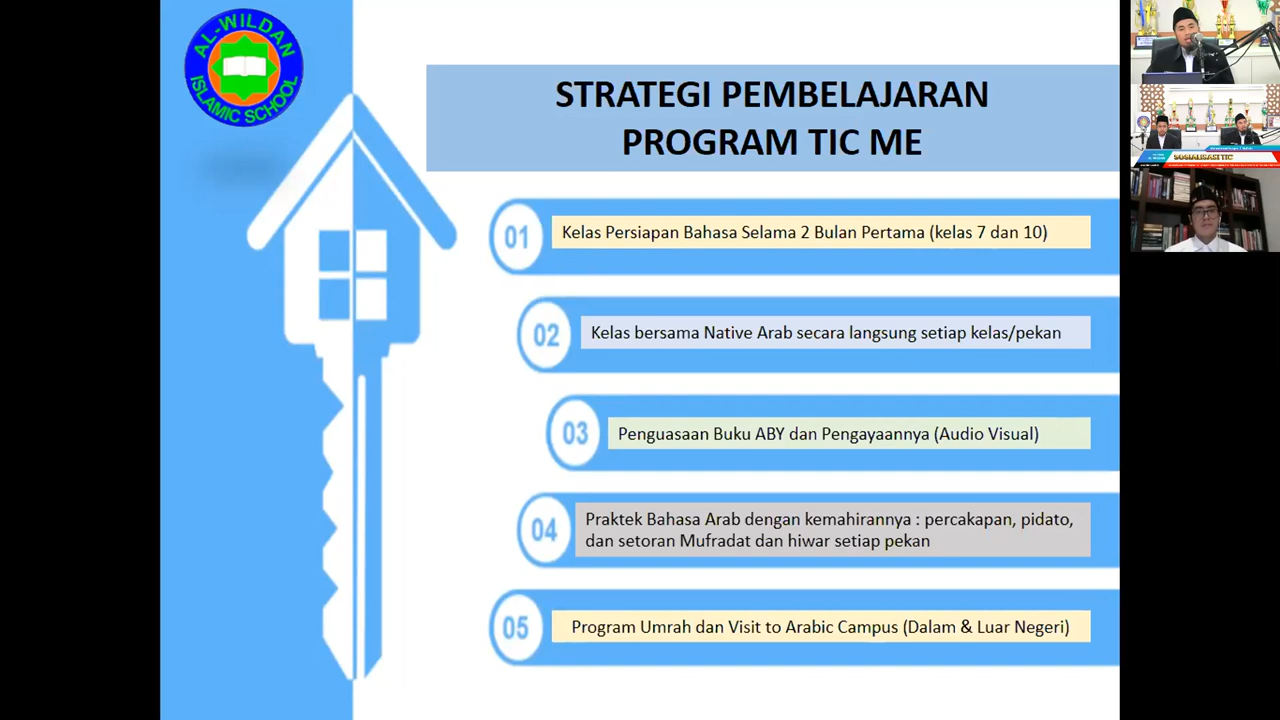 AL-WILDAN
ISLAMIC SCHOOL
STRATEGI PEMBELAJARAN
PROGRAM TIC ME
01
Kelas Persiapan Bahasa Selama 2 Bulan Pertama (kelas 7 dan 10)
02
Kelas bersama Native Arab secara langsung setiap kelas/pekan
03
Penguasaan Buku ABY dan Pengayaannya (Audio Visual)
04
Praktek Bahasa Arab dengan kemahirannya : percakapan, pidato,
dan setoran Mufradat dan hiwar setiap pekan
05
Program Umrah dan Visit to Arabic Campus (Dalam & Luar Negeri)
SOSIALISASI TIC